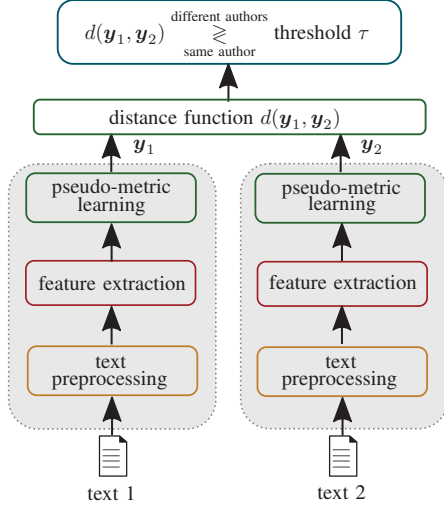 different authors
d(y₁, y₂) ≷ threshold τ
same author
distance function d(y₁, y₂)
y₁ y₂
pseudo-metric learning
pseudo-metric learning
feature extraction
feature extraction
text preprocessing
text preprocessing
text 1
text 2